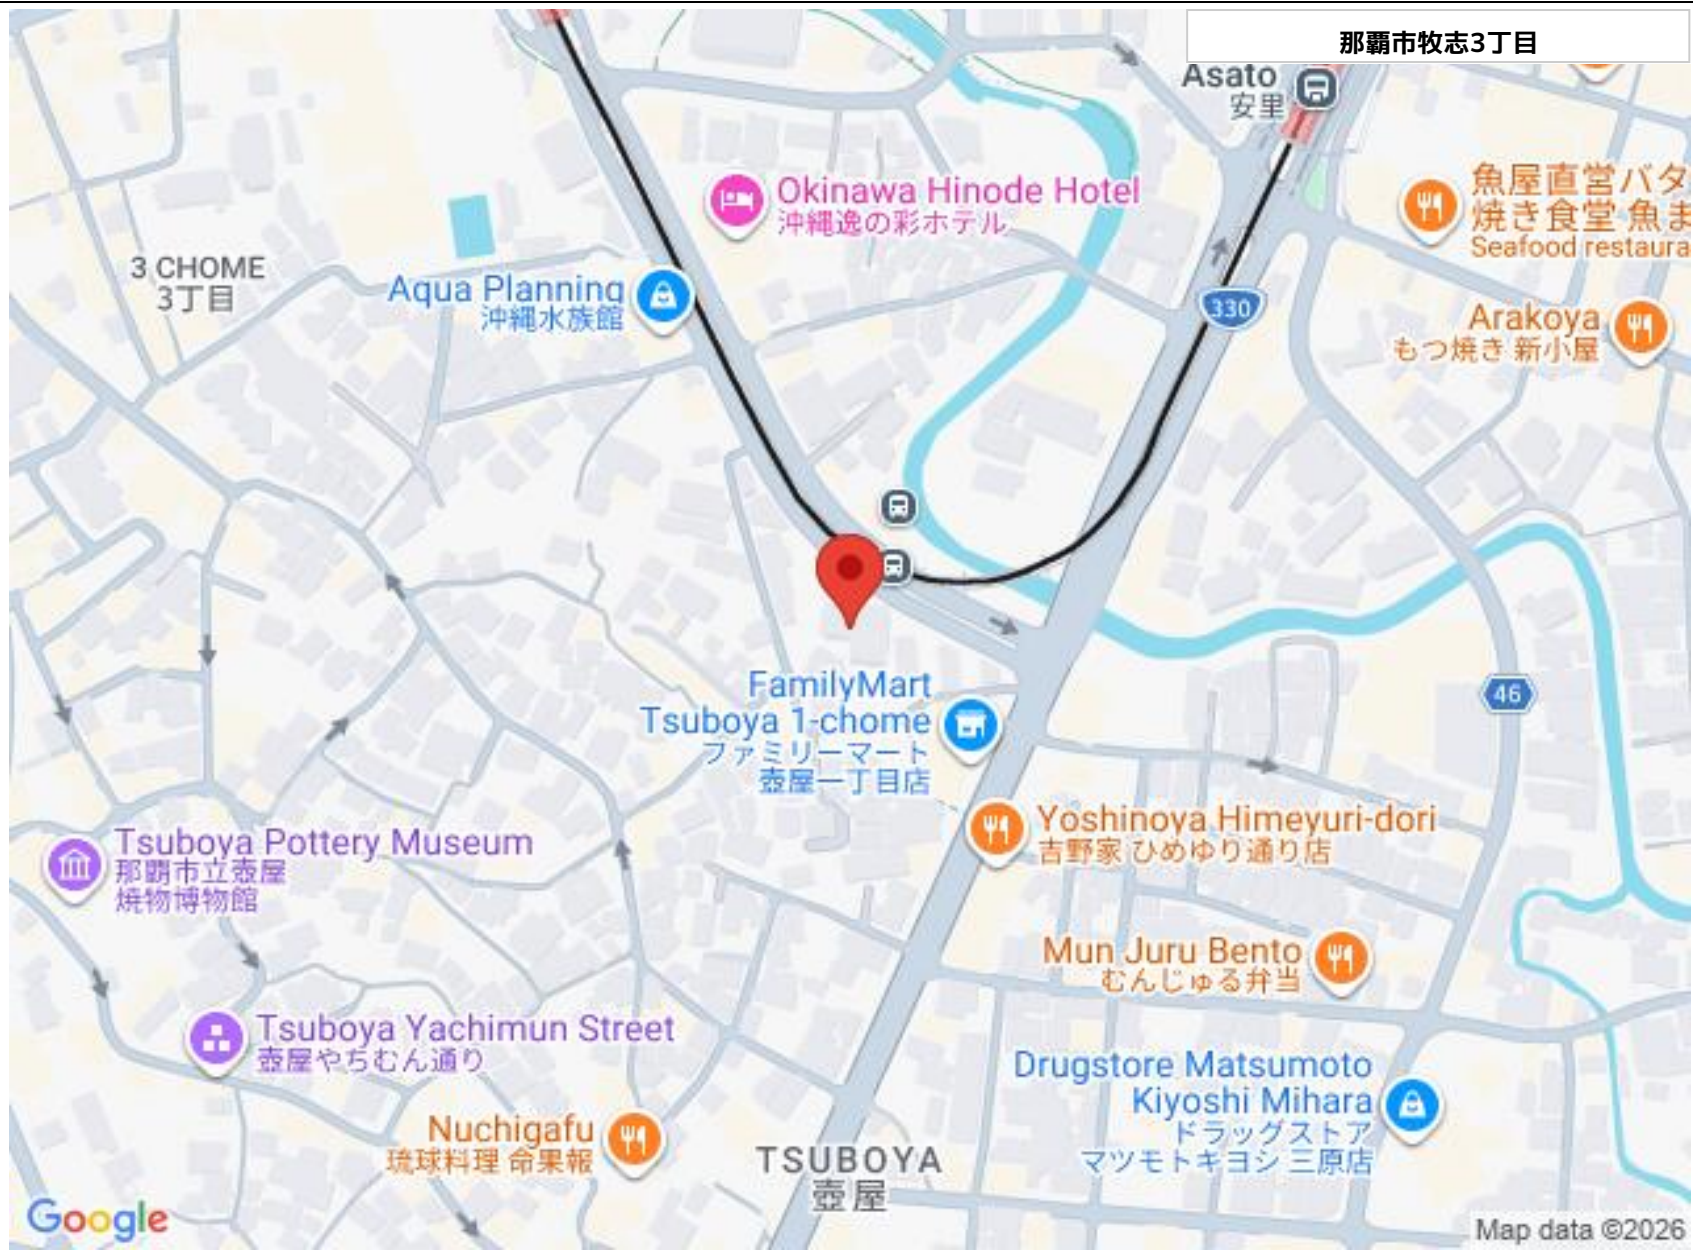 那覇市牧志3丁目
Asato
安里
Okinawa Hinode Hotel
沖縄逸の彩ホテル
魚屋直営バタ
焼き食堂 魚ま
Seafood restaura
3 CHOME
3丁目
Aqua Planning
沖縄水族館
330
Arakoya
もつ焼き 新小屋
FamilyMart
Tsuboya 1-chome
ファミリーマート
壺屋一丁目店
46
Yoshinoya Himeyuri-dori
吉野家 ひめゆり通り店
Tsuboya Pottery Museum
那覇市立壺屋
焼物博物館
Mun Juru Bento
むんじゅる弁当
Tsuboya Yachimun Street
壺屋やちむん通り
Drugstore Matsumoto
Kiyoshi Mihara
ドラッグストア
マツモトキヨシ 三原店
Nuchigafu
琉球料理 命果報
TSUBOYA
壺屋
Google
Map data ©2026